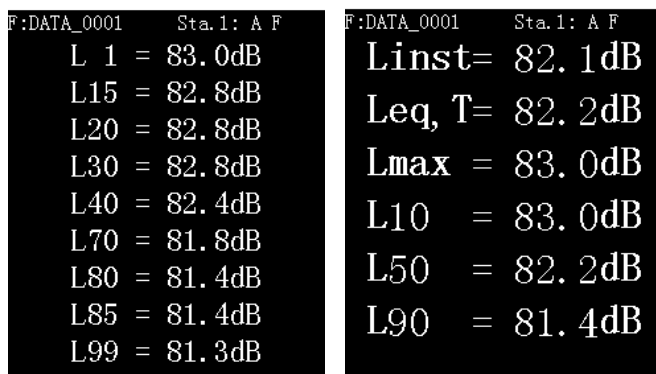 F:DATA_0001 Sta.1: A F
L 1 = 83.0dB
L15 = 82.8dB
L20 = 82.8dB
L30 = 82.8dB
L40 = 82.4dB
L70 = 81.8dB
L80 = 81.4dB
L85 = 81.4dB
L99 = 81.3dB
F:DATA_0001 Sta.1: A F
Linst= 82.1dB
Leq, T= 82.2dB
Lmax = 83.0dB
L10 = 83.0dB
L50 = 82.2dB
L90 = 81.4dB